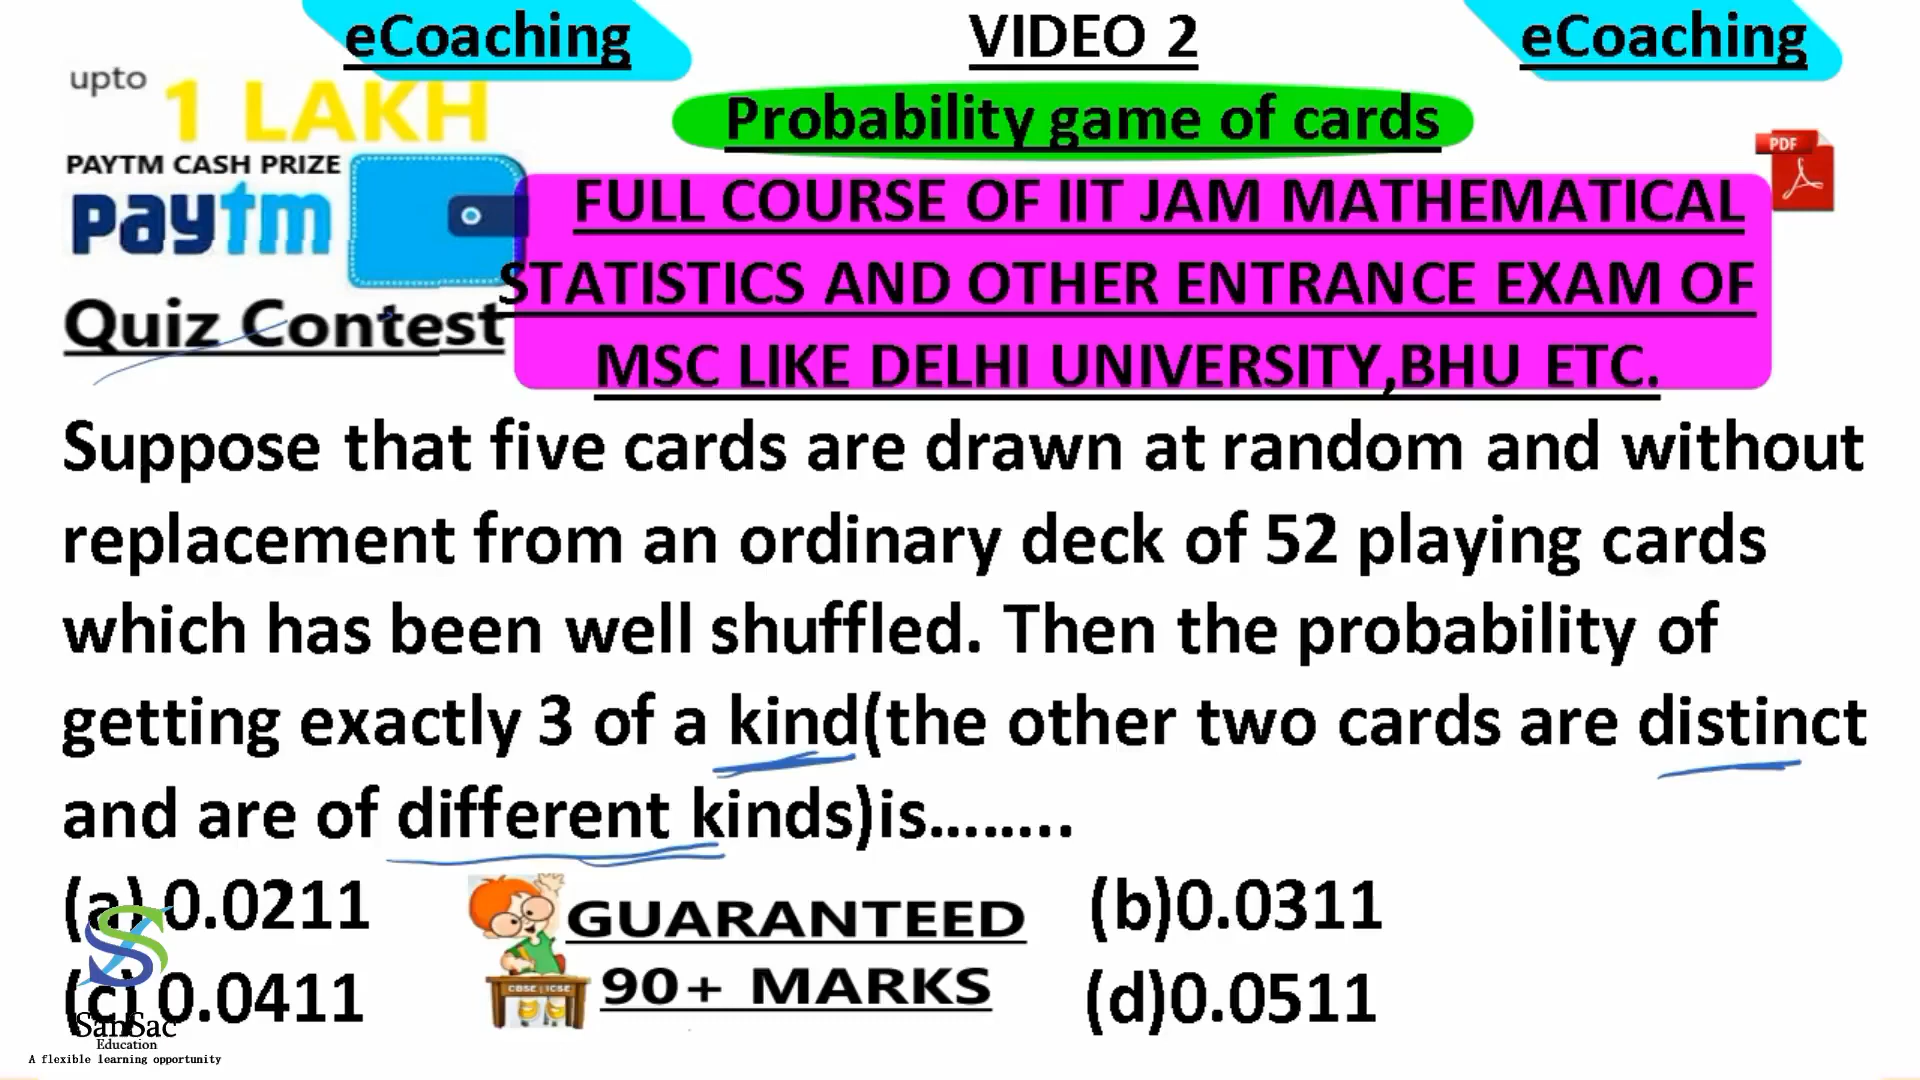 eCoaching VIDEO 2 eCoaching
upto
1 LAKH
PAYTM CASH PRIZE
paytm
Quiz Contest
Probability game of cards
PDF
FULL COURSE OF IIT JAM MATHEMATICAL
STATISTICS AND OTHER ENTRANCE EXAM OF
MSC LIKE DELHI UNIVERSITY,BHU ETC.
Suppose that five cards are drawn at random and without
replacement from an ordinary deck of 52 playing cards
which has been well shuffled. Then the probability of
getting exactly 3 of a kind(the other two cards are distinct
and are of different kinds)is........
(a) 0.0211 (b)0.0311
(c) 0.0411 (d)0.0511
GUARANTEED
90+ MARKS
CBSE | ICSE
SanSac
Education
A flexible learning opportunity